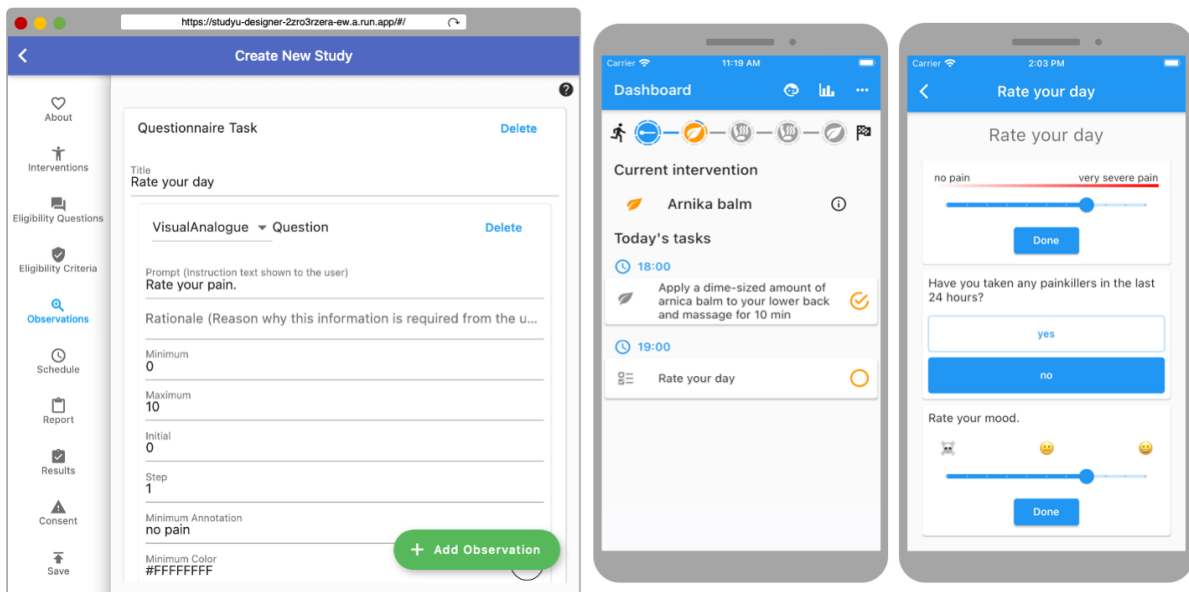 https://studyu-designer-2zro3rzera-ew.a.run.app/#/
Create New Study
About
Interventions
Eligibility Questions
Eligibility Criteria
Observations
Schedule
Report
Results
Consent
Save
?
Questionnaire Task
Delete
Title
Rate your day
VisualAnalogue Question
Delete
Prompt (Instruction text shown to the user)
Rate your pain.
Rationale (Reason why this information is required from the u...
Minimum
0
Maximum
10
Initial
0
Step
1
Minimum Annotation
no pain
Minimum Color
#FFFFFFFF
+ Add Observation
Carrier 11:19 AM
Dashboard
Current intervention
Arnika balm
Today's tasks
18:00
Apply a dime-sized amount of
arnica balm to your lower back
and massage for 10 min
19:00
Rate your day
Carrier 2:03 PM
Rate your day
Rate your day
no pain very severe pain
Done
Have you taken any painkillers in the last
24 hours?
yes
no
Rate your mood.
Done